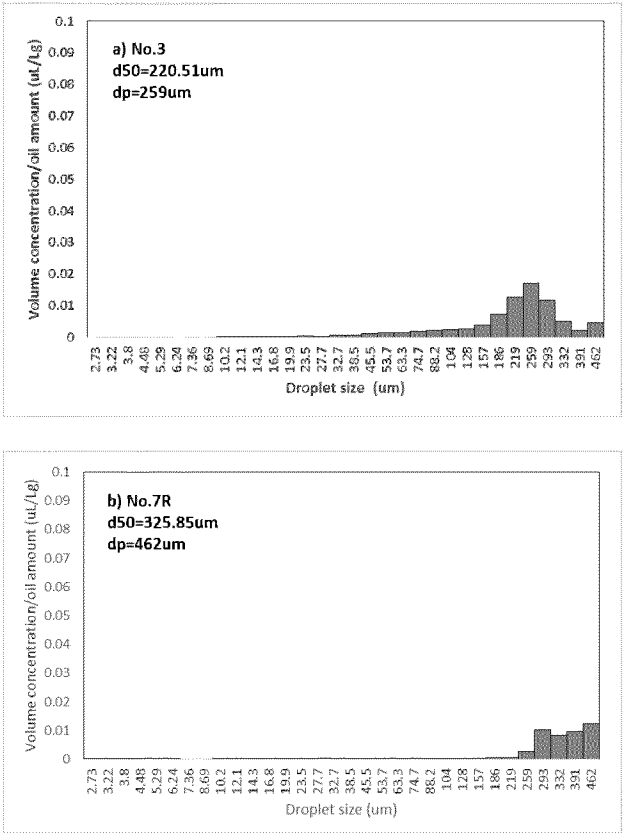 0.1
0.09
0.08
0.07
0.06
0.05
0.04
0.03
0.02
0.01
0
Volume concentration/oil amount (uL/Lg)
a) No.3
d50=220.51um
dp=259um
2.73 3.22 3.8 4.48 5.29 6.24 7.36 8.69 10.2 12.1 14.3 16.8 19.9 23.5 27.7 32.7 38.5 45.5 53.7 63.3 74.7 88.2 104 128 157 186 219 259 293 332 391 462
Droplet size (um)
0.1
0.09
0.08
0.07
0.06
0.05
0.04
0.03
0.02
0.01
0
Volume concentration/oil amount (uL/Lg)
b) No.7R
d50=325.85um
dp=462um
2.73 3.22 3.8 4.48 5.29 6.24 7.36 8.69 10.2 12.1 14.3 16.8 19.9 23.5 27.7 32.7 38.5 45.5 53.7 63.3 74.7 88.2 104 128 157 186 219 259 293 332 391 462
Droplet size (um)